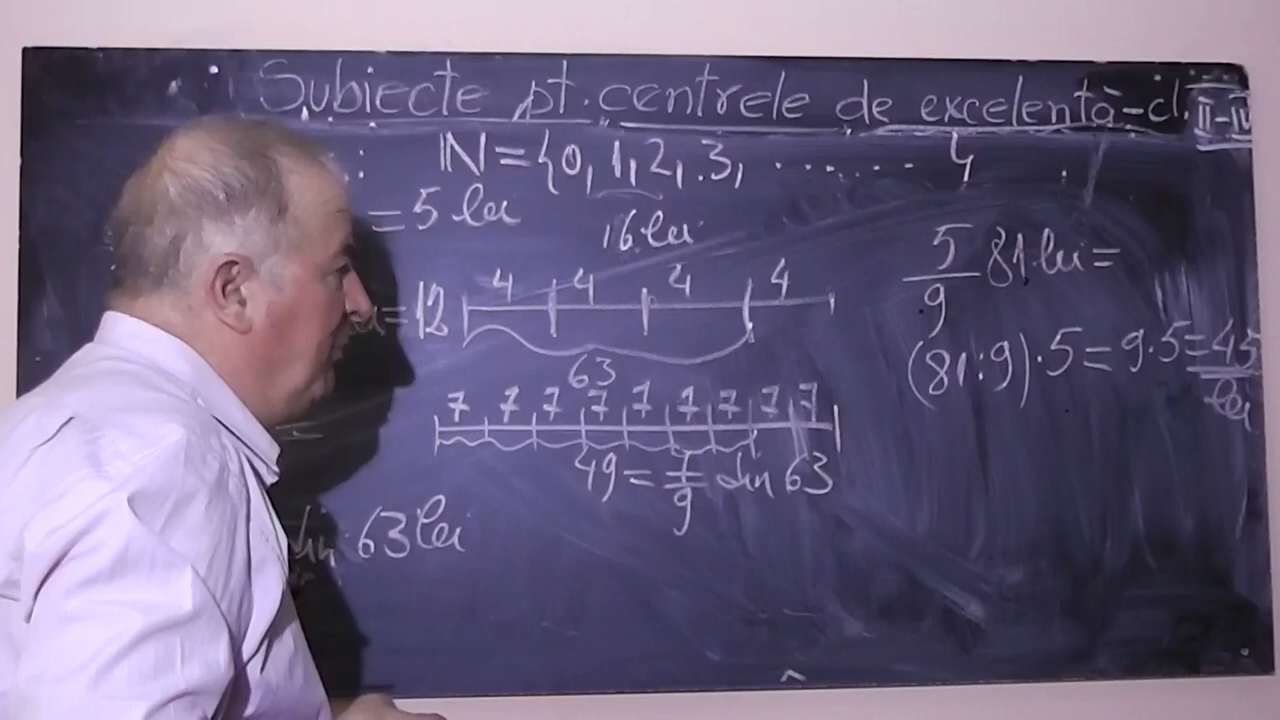 Subiecte pt. centrele de excelentă-cl. II-IV
: N={0, 1, 2, 3, ........ }
=5 lei
16 lei
4 4 4 4
=12
63
7 7 7 7 7 7 7 7 7
49=7/9 din 63
din 63 lei
5/9 81 lei=
(81:9)·5=9·5=45 lei